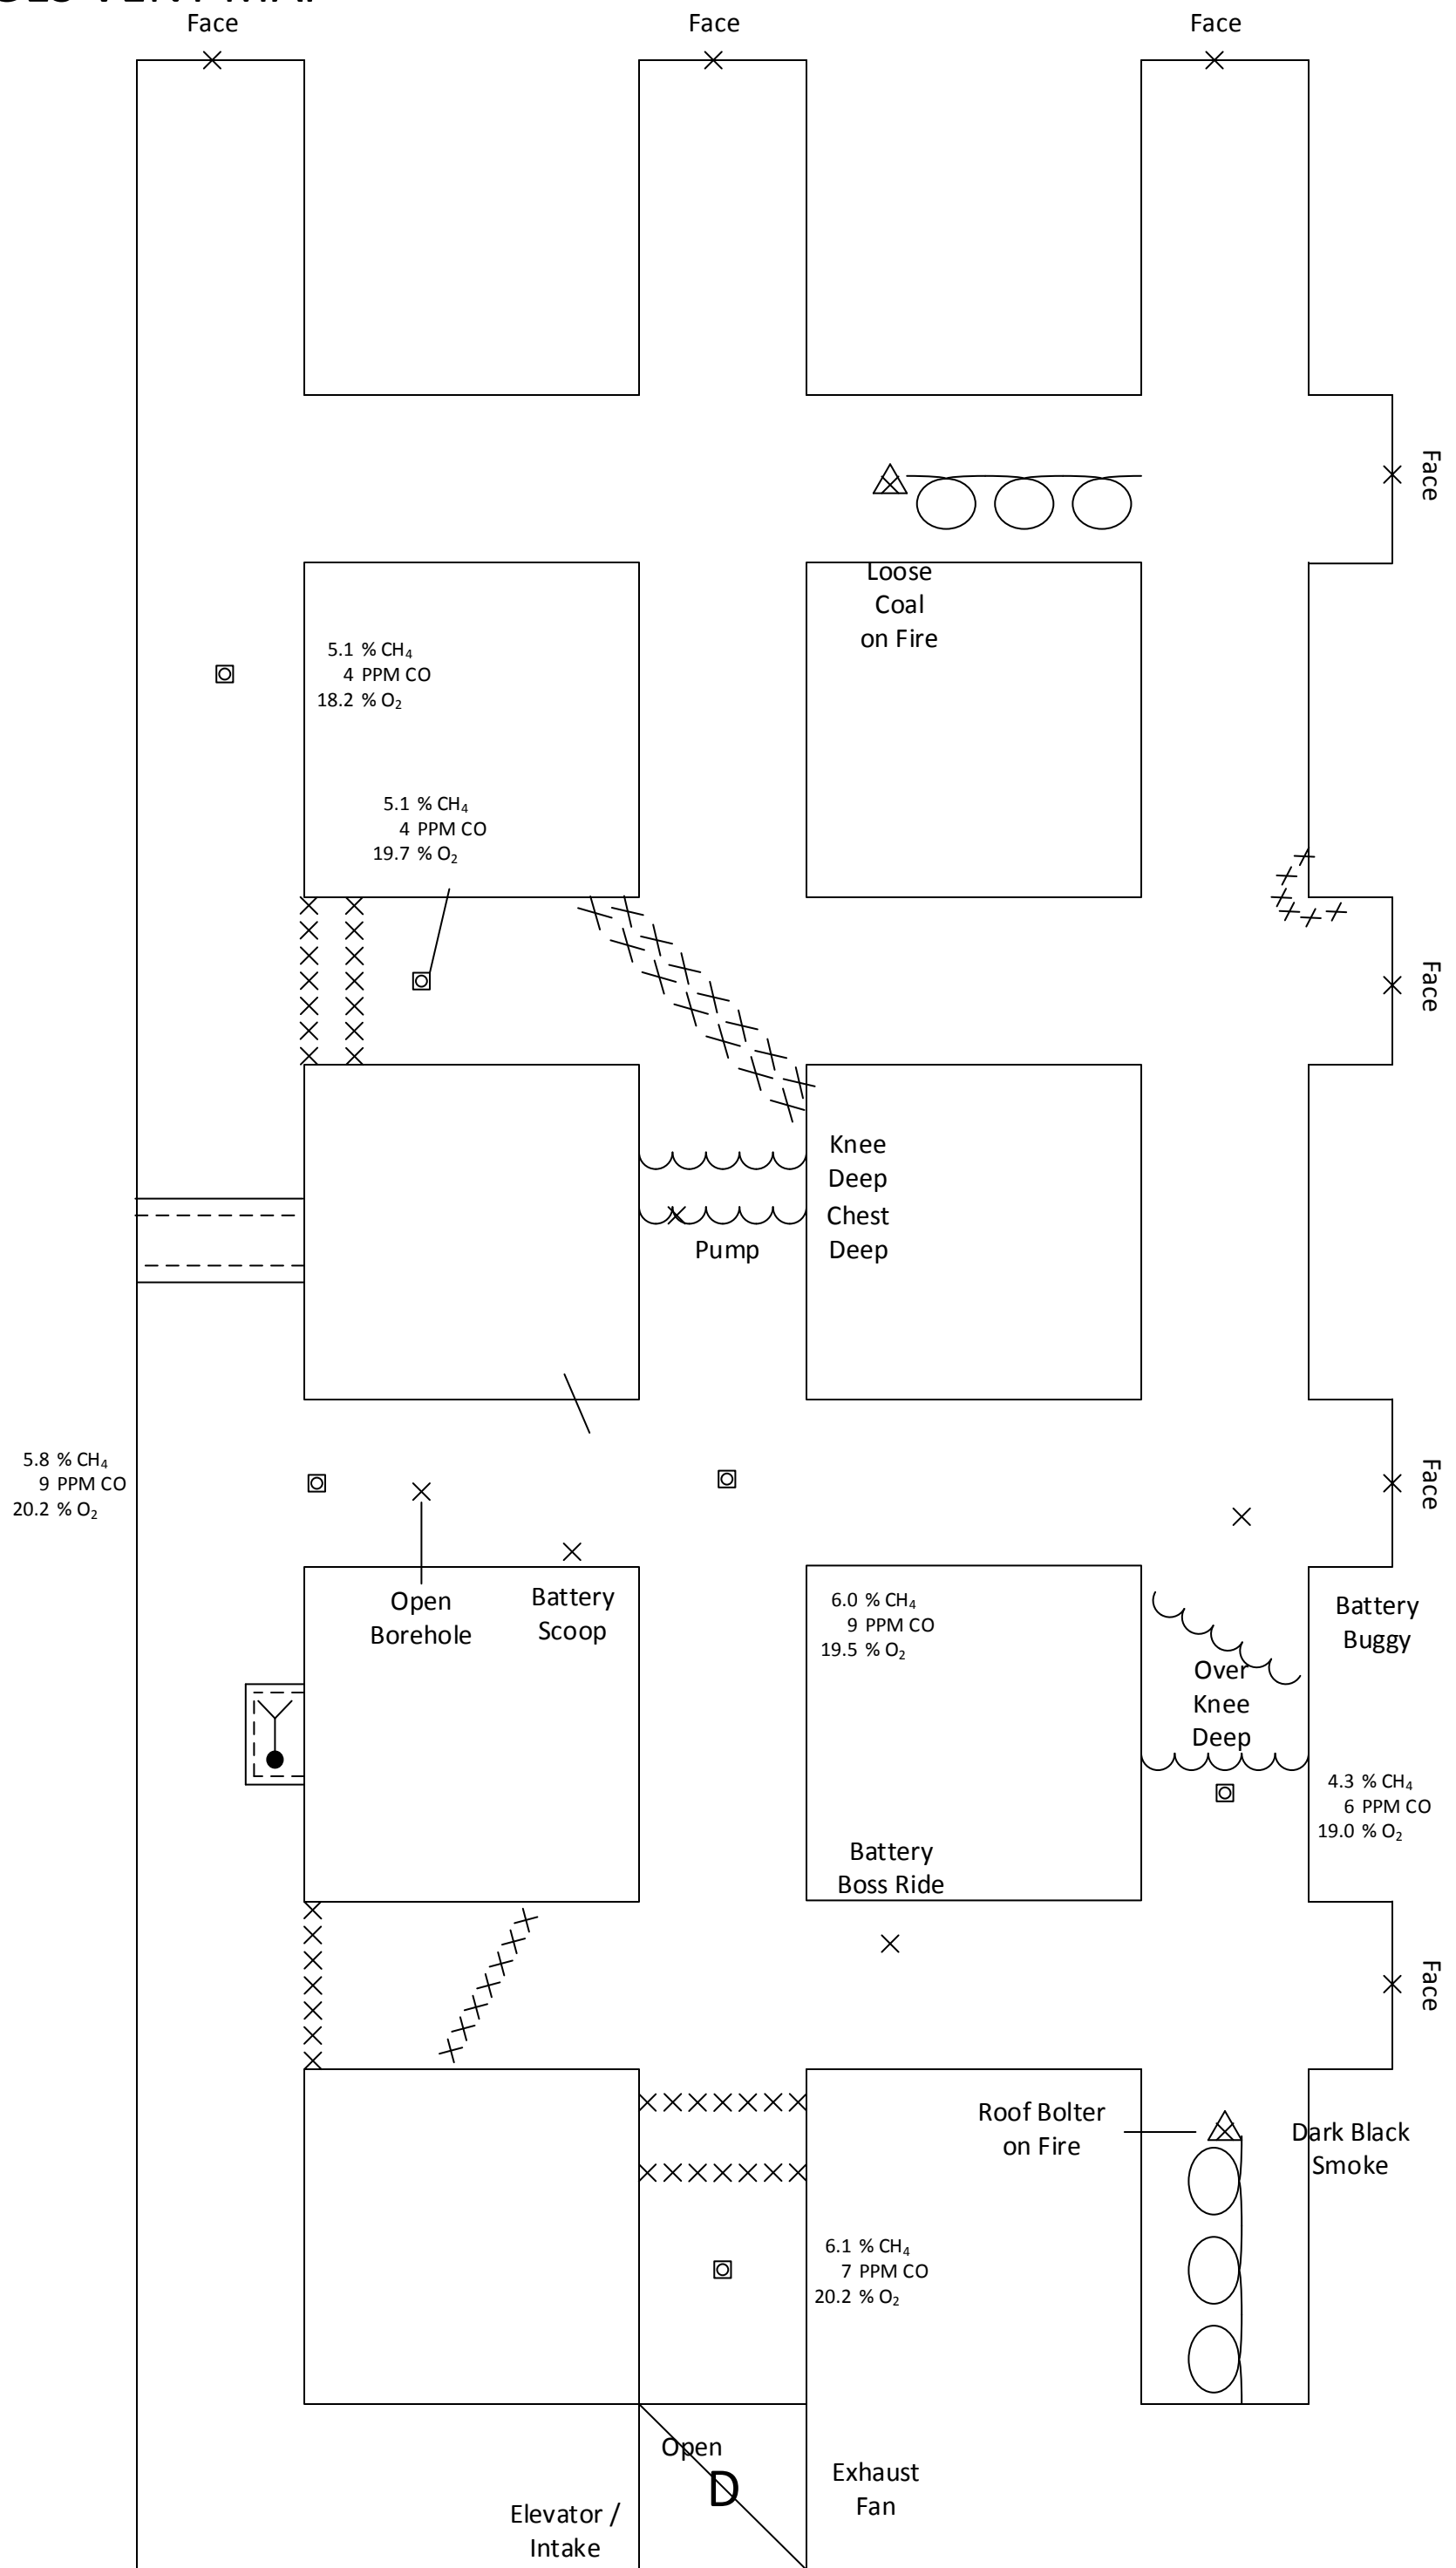 Face
Face
Face
Face
Loose
Coal
on Fire
5.1 % CH₄
4 PPM CO
18.2 % O₂
5.1 % CH₄
4 PPM CO
19.7 % O₂
Face
Knee
Deep
Chest
Deep
Pump
5.8 % CH₄
9 PPM CO
20.2 % O₂
Face
Open
Borehole
Battery
Scoop
6.0 % CH₄
9 PPM CO
19.5 % O₂
Battery
Buggy
Over
Knee
Deep
4.3 % CH₄
6 PPM CO
19.0 % O₂
Battery
Boss Ride
Face
Roof Bolter
on Fire
Dark Black
Smoke
6.1 % CH₄
7 PPM CO
20.2 % O₂
Open
D
Exhaust
Fan
Elevator /
Intake